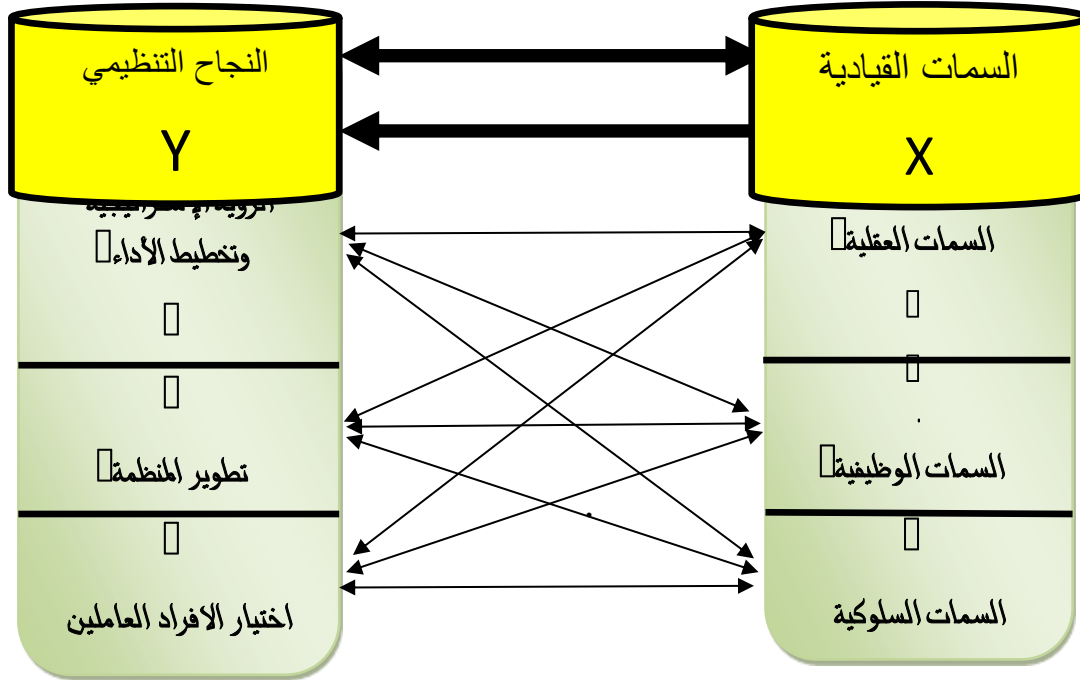 السمات القيادية
X
السمات العقلية
.
السمات الوظيفية
السمات السلوكية
النجاح التنظيمي
Y
وتخطيط الأداء
تطوير المنظمة
اختيار الافراد العاملين